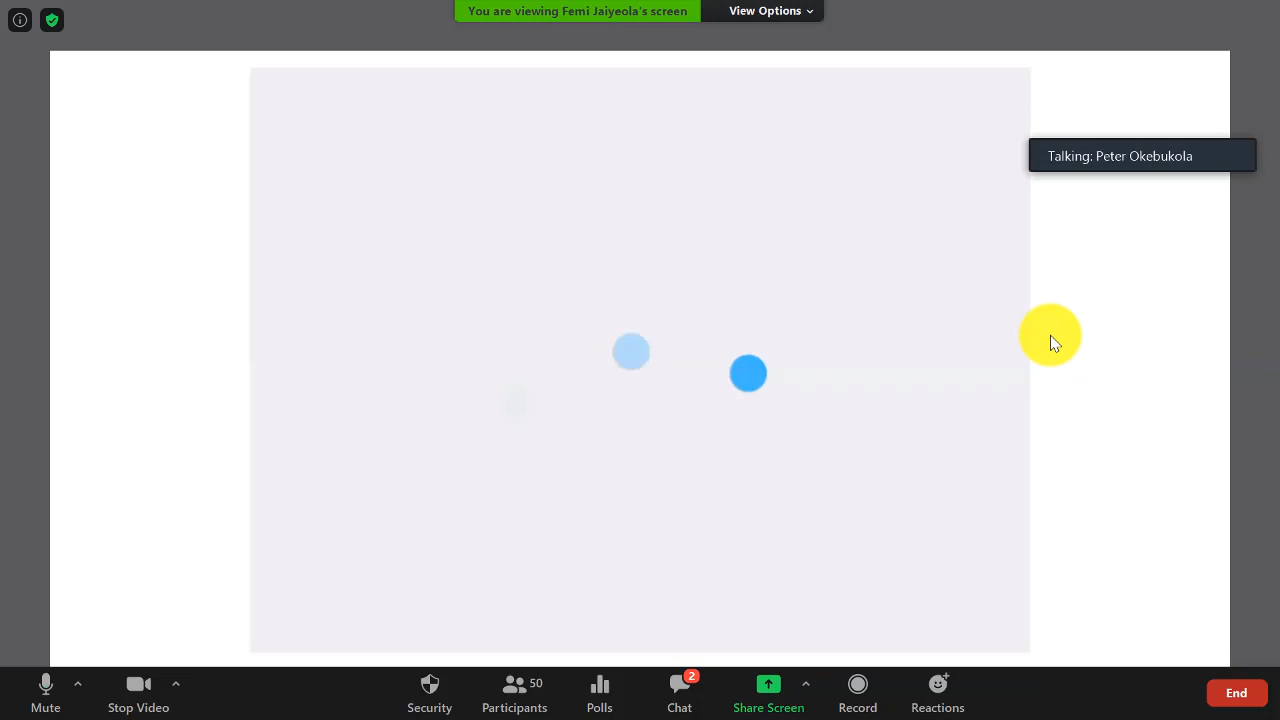 You are viewing Femi Jaiyeola's screen
View Options
Talking: Peter Okebukola
Mute
Stop Video
Security
50
Participants
Polls
2
Chat
Share Screen
Record
Reactions
End